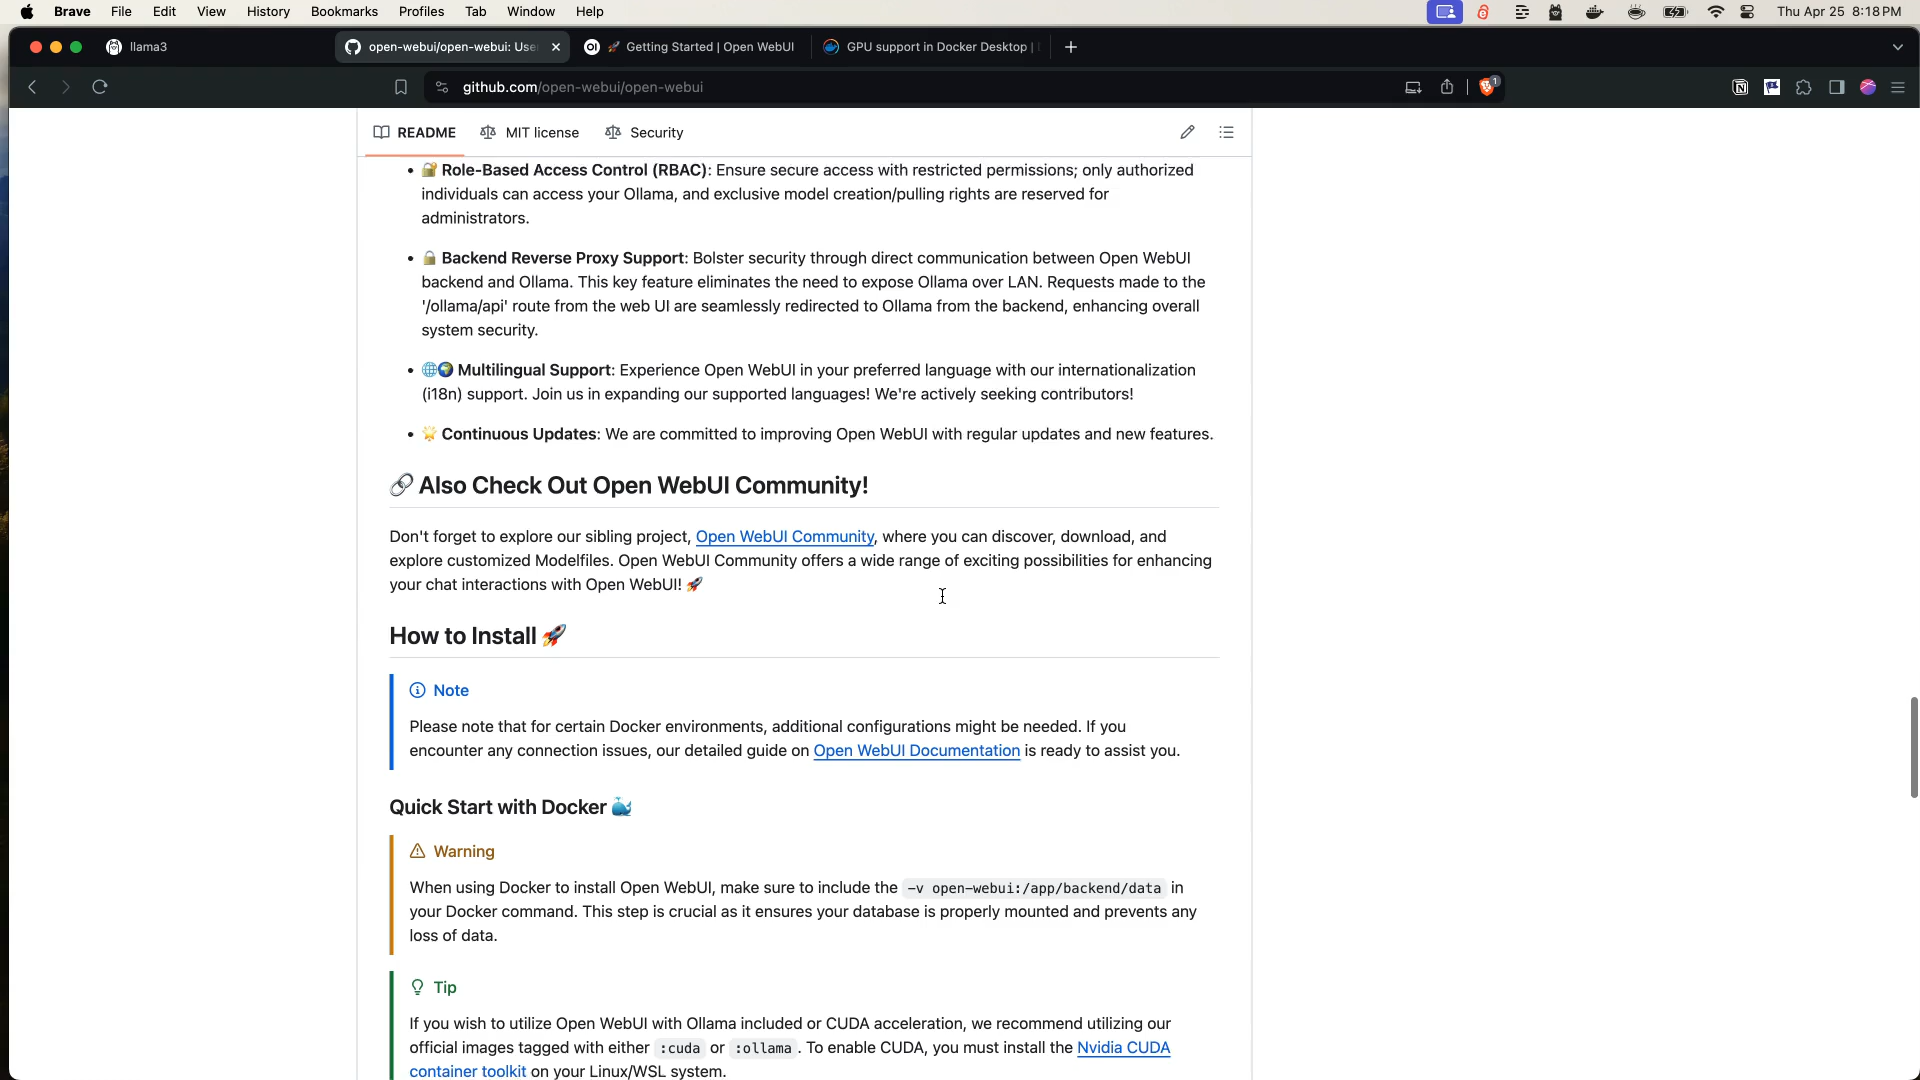 Brave File Edit View History Bookmarks Profiles Tab Window Help Thu Apr 25 8:18 PM
llama3 open-webui/open-webui: Use Getting Started | Open WebUI GPU support in Docker Desktop |
github.com/open-webui/open-webui 1
README MIT license Security
• 🔐 Role-Based Access Control (RBAC): Ensure secure access with restricted permissions; only authorized
individuals can access your Ollama, and exclusive model creation/pulling rights are reserved for
administrators.
• 🔒 Backend Reverse Proxy Support: Bolster security through direct communication between Open WebUI
backend and Ollama. This key feature eliminates the need to expose Ollama over LAN. Requests made to the
'/ollama/api' route from the web UI are seamlessly redirected to Ollama from the backend, enhancing overall
system security.
• 🌐🌍 Multilingual Support: Experience Open WebUI in your preferred language with our internationalization
(i18n) support. Join us in expanding our supported languages! We're actively seeking contributors!
• 🌟 Continuous Updates: We are committed to improving Open WebUI with regular updates and new features.
🔗 Also Check Out Open WebUI Community!
Don't forget to explore our sibling project, Open WebUI Community, where you can discover, download, and
explore customized Modelfiles. Open WebUI Community offers a wide range of exciting possibilities for enhancing
your chat interactions with Open WebUI! 🚀
How to Install 🚀
Note
Please note that for certain Docker environments, additional configurations might be needed. If you
encounter any connection issues, our detailed guide on Open WebUI Documentation is ready to assist you.
Quick Start with Docker 🐳
Warning
When using Docker to install Open WebUI, make sure to include the -v open-webui:/app/backend/data in
your Docker command. This step is crucial as it ensures your database is properly mounted and prevents any
loss of data.
Tip
If you wish to utilize Open WebUI with Ollama included or CUDA acceleration, we recommend utilizing our
official images tagged with either :cuda or :ollama. To enable CUDA, you must install the Nvidia CUDA
container toolkit on your Linux/WSL system.